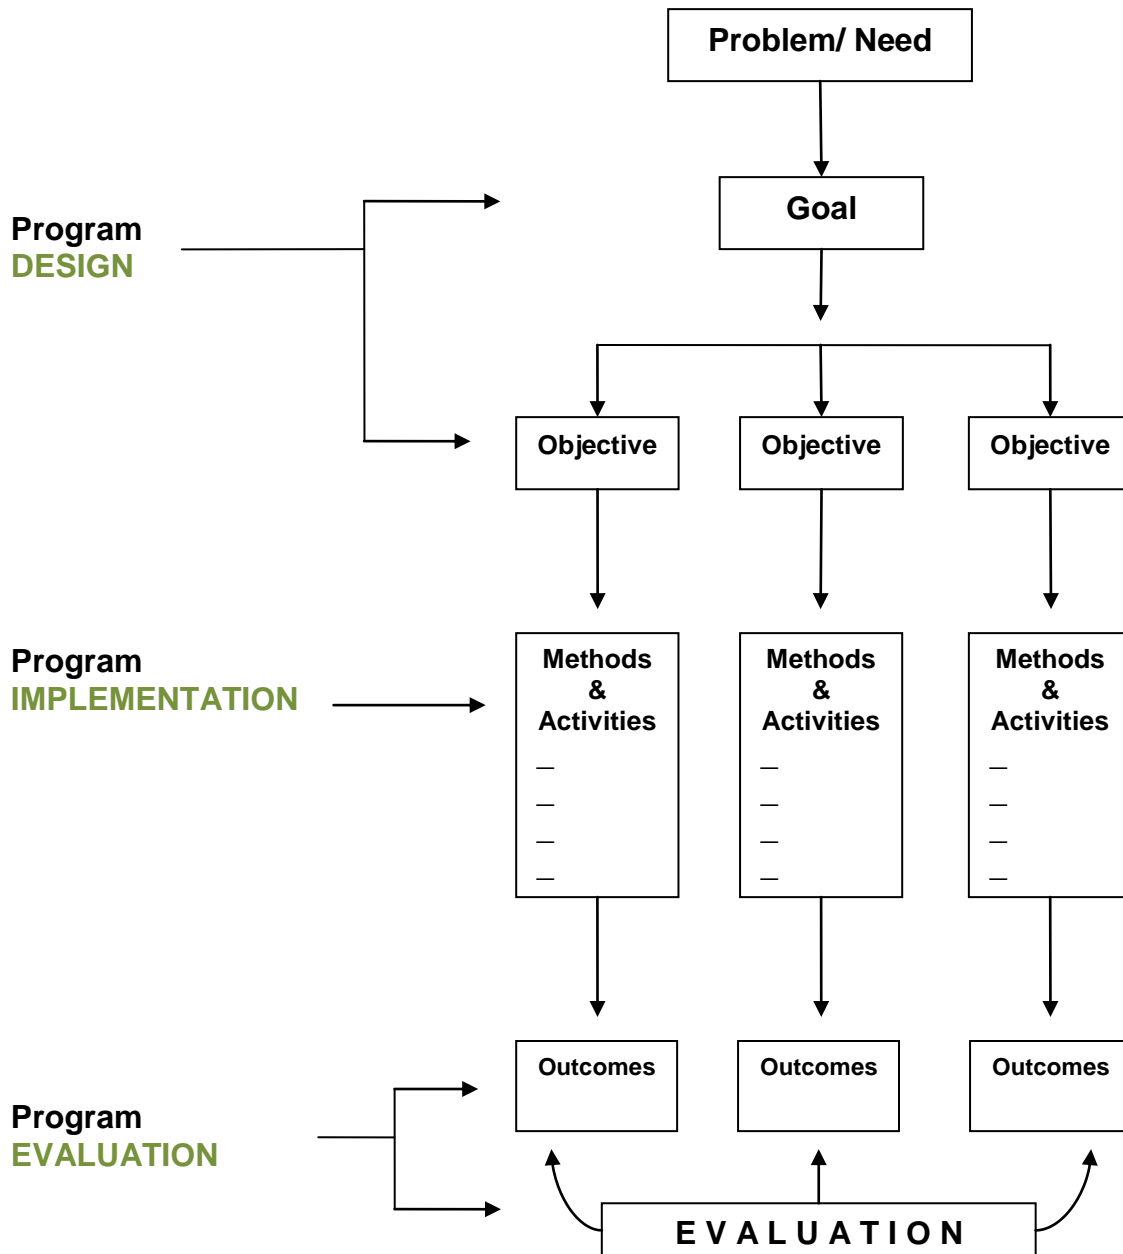 Problem/ Need
Goal
Program
DESIGN
Objective
Objective
Objective
Program
IMPLEMENTATION
Methods
&
Activities
—
—
—
—
Methods
&
Activities
—
—
—
—
Methods
&
Activities
—
—
—
—
Outcomes
Outcomes
Outcomes
Program
EVALUATION
E V A L U A T I O N